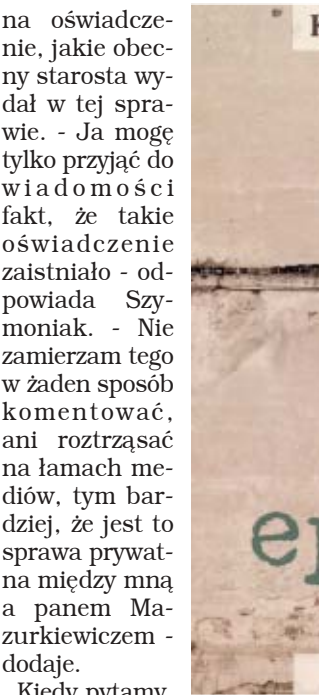 na oświadcze-
nie, jakie obec-
ny starosta wy-
dał w tej spra-
wie. - Ja mogę
tylko przyjąć do
wiadomości
fakt, że takie
oświadczenie
zaistniało - od-
powiada Szy-
moniak. - Nie
zamierzam tego
w żaden sposób
komentować,
ani roztrząsać
na łamach me-
diów, tym bar-
dziej, że jest to
sprawa prywat-
na między mną
a panem Ma-
zurkiewiczem -
dodaje.
Kiedy pytamy